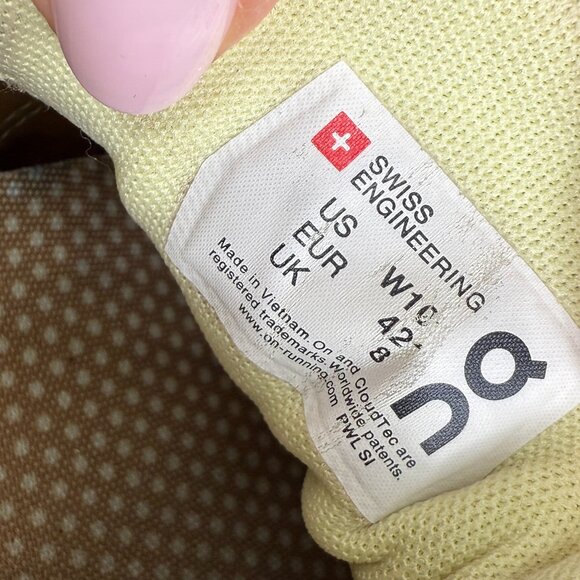 SWISS
ENGINEERING
US
EUR
UK
W10
42
8
on
Made in Vietnam. On and CloudTec are
registered trademarks. Worldwide patents.
www.on-running.com PWL SI